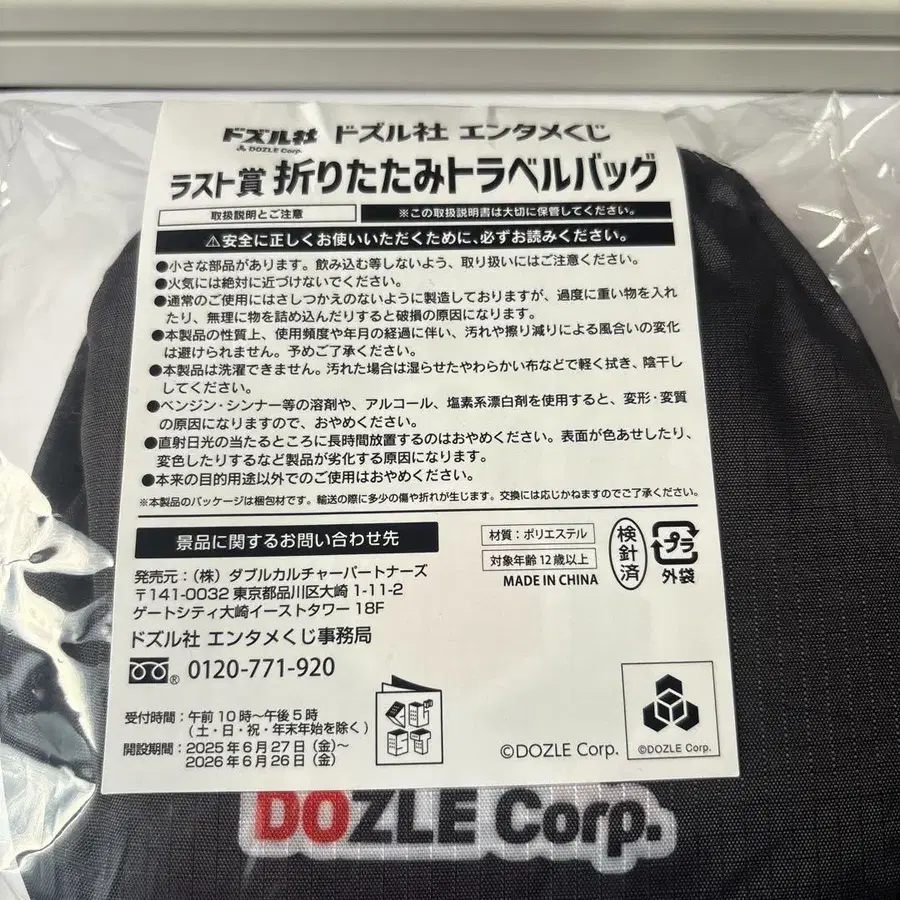 ドズル社 ドズル社 エンタメくじ
DOZLE Corp.
ラスト賞 折りたたみトラベルバッグ
取扱説明とご注意 ※この取扱説明書は大切に保管してください。
⚠安全に正しくお使いいただくために、必ずお読みください。
●小さな部品があります。飲み込む等しないよう、取り扱いにはご注意ください。
●火気には絶対に近づけないでください。
●通常のご使用にはさしつかえのないように製造しておりますが、過度に重い物を入れ
たり、無理に物を詰め込んだりすると破損の原因になります。
●本製品の性質上、使用頻度や年月の経過に伴い、汚れや擦り減りによる風合いの変化
は避けられません。予めご了承ください。
●本製品は洗濯できません。汚れた場合は湿らせたやわらかい布などで軽く拭き、陰干し
してください。
●ベンジン・シンナー等の溶剤や、アルコール、塩素系漂白剤を使用すると、変形・変質
の原因になりますので、おやめください。
●直射日光の当たるところに長時間放置するのはおやめください。表面が色あせしたり、
変色したりするなど製品が劣化する原因になります。
●本来の目的用途以外でのご使用はおやめください。
※本製品のパッケージは梱包材です。輸送の際に多少の傷や折れが生じます。交換には応じかねますのでご了承ください。
景品に関するお問い合わせ先
発売元：（株）ダブルカルチャーパートナーズ
〒141-0032 東京都品川区大崎 1-11-2
ゲートシティ大崎イーストタワー 18F
ドズル社 エンタメくじ事務局
® 0120-771-920
受付時間：午前10時～午後5時
（土・日・祝・年末年始を除く）
開設期間：2025年6月27日（金）～
2026年6月26日（金）
材質：ポリエステル
対象年齢12歳以上
MADE IN CHINA
検針済
プラ
外袋
©DOZLE Corp.
©DOZLE Corp.
DOZLE Corp.